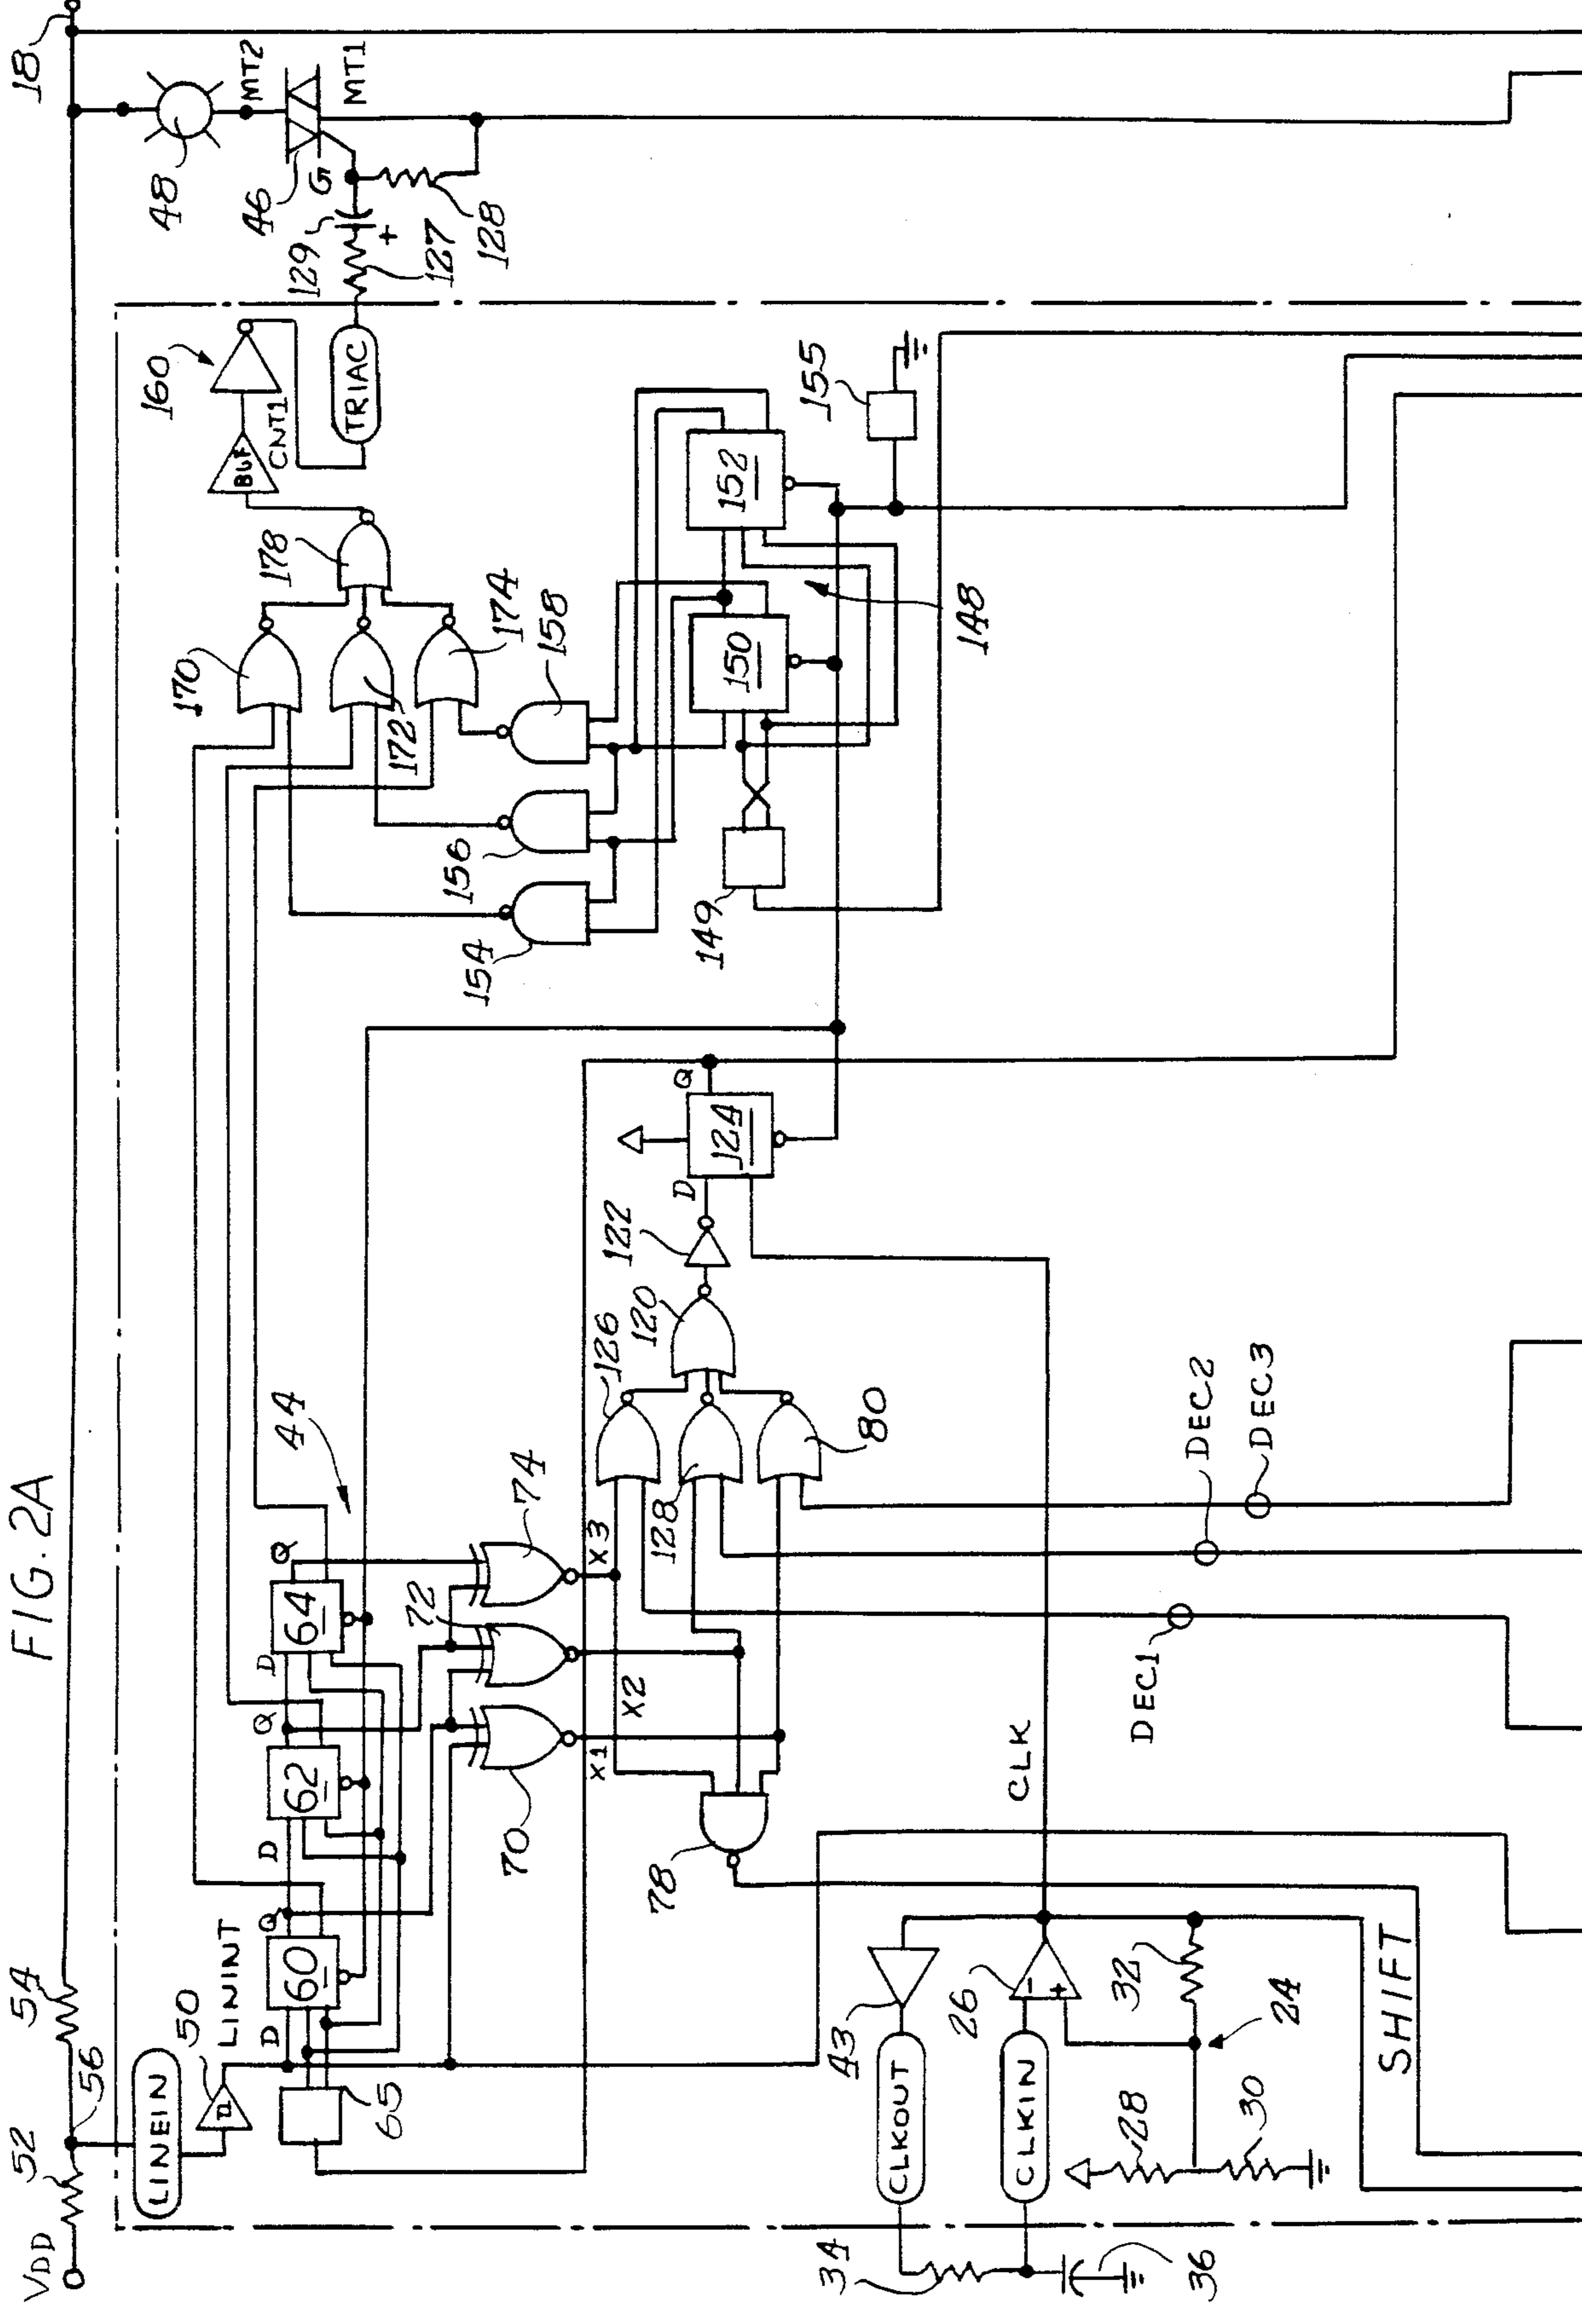 FIG. 2A
VDD
52
54
56
18
LINEIN
50
LININT
48
MT2
MT1
46
G
129
+
127
128
160
BUF
CNT1
TRIAC
170
178
172
174
44
D
60
Q
D
62
Q
D
64
Q
65
70
72
74
X1
X2
X3
154
156
158
150
152
155
149
148
78
126
128
120
80
122
D
124
Q
43
CLKOUT
CLKIN
26
-
+
32
24
28
30
34
36
CLK
DEC1
DEC2
DEC3
SHIFT